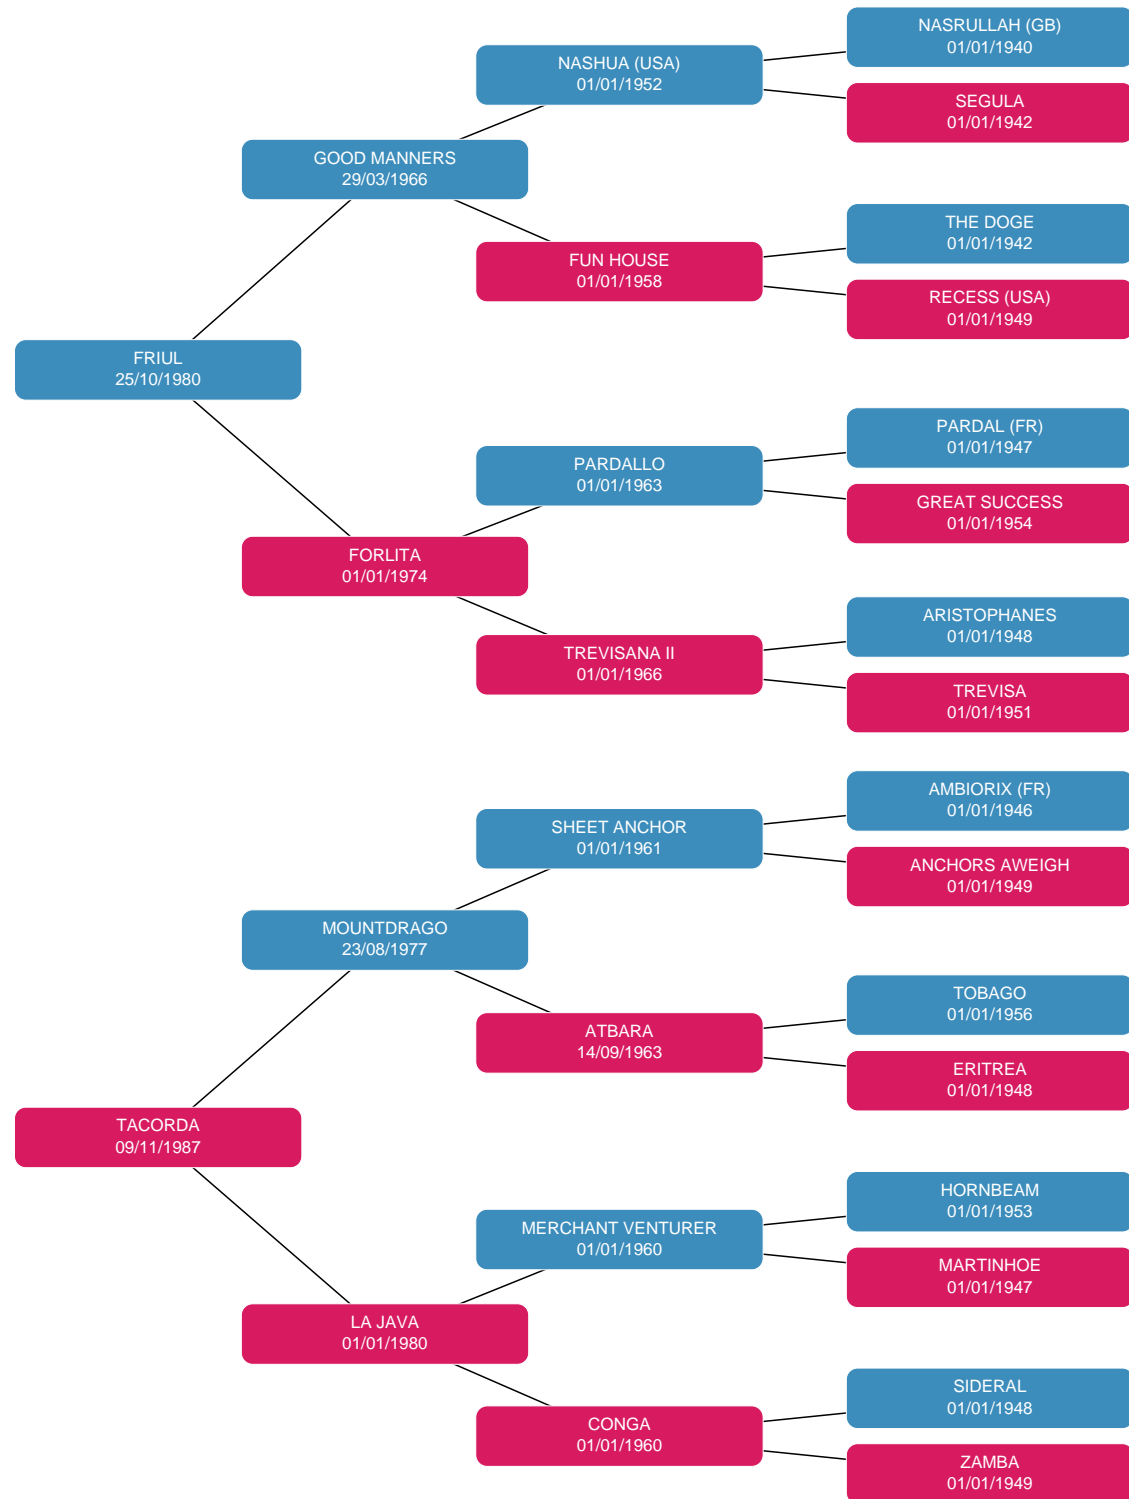 NASRULLAH (GB)
01/01/1940
NASHUA (USA)
01/01/1952
SEGULA
01/01/1942
GOOD MANNERS
29/03/1966
THE DOGE
01/01/1942
FUN HOUSE
01/01/1958
RECESS (USA)
01/01/1949
FRIUL
25/10/1980
PARDAL (FR)
01/01/1947
PARDALLO
01/01/1963
GREAT SUCCESS
01/01/1954
FORLITA
01/01/1974
ARISTOPHANES
01/01/1948
TREVISANA II
01/01/1966
TREVISA
01/01/1951
AMBIORIX (FR)
01/01/1946
SHEET ANCHOR
01/01/1961
ANCHORS AWEIGH
01/01/1949
MOUNTDRAGO
23/08/1977
TOBAGO
01/01/1956
ATBARA
14/09/1963
ERITREA
01/01/1948
TACORDA
09/11/1987
HORNBEAM
01/01/1953
MERCHANT VENTURER
01/01/1960
MARTINHOE
01/01/1947
LA JAVA
01/01/1980
SIDERAL
01/01/1948
CONGA
01/01/1960
ZAMBA
01/01/1949